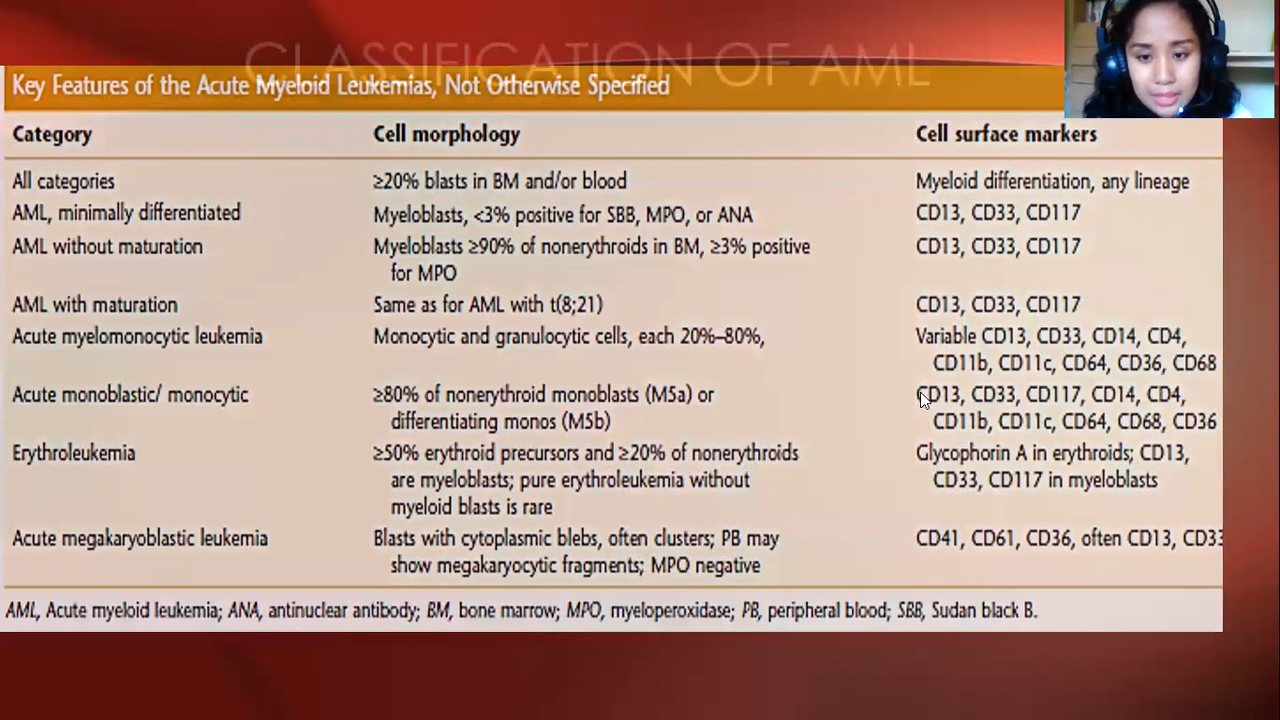 CLASSIFICATION OF AML
Key Features of the Acute Myeloid Leukemias, Not Otherwise Specified
Category Cell morphology Cell surface markers
All categories ≥20% blasts in BM and/or blood Myeloid differentiation, any lineage
AML, minimally differentiated Myeloblasts, <3% positive for SBB, MPO, or ANA CD13, CD33, CD117
AML without maturation Myeloblasts ≥90% of nonerythroids in BM, ≥3% positive CD13, CD33, CD117
for MPO
AML with maturation Same as for AML with t(8;21) CD13, CD33, CD117
Acute myelomonocytic leukemia Monocytic and granulocytic cells, each 20%–80%, Variable CD13, CD33, CD14, CD4,
CD11b, CD11c, CD64, CD36, CD68
Acute monoblastic/ monocytic ≥80% of nonerythroid monoblasts (M5a) or CD13, CD33, CD117, CD14, CD4,
differentiating monos (M5b) CD11b, CD11c, CD64, CD68, CD36
Erythroleukemia ≥50% erythroid precursors and ≥20% of nonerythroids Glycophorin A in erythroids; CD13,
are myeloblasts; pure erythroleukemia without CD33, CD117 in myeloblasts
myeloid blasts is rare
Acute megakaryoblastic leukemia Blasts with cytoplasmic blebs, often clusters; PB may CD41, CD61, CD36, often CD13, CD33
show megakaryocytic fragments; MPO negative
AML, Acute myeloid leukemia; ANA, antinuclear antibody; BM, bone marrow; MPO, myeloperoxidase; PB, peripheral blood; SBB, Sudan black B.